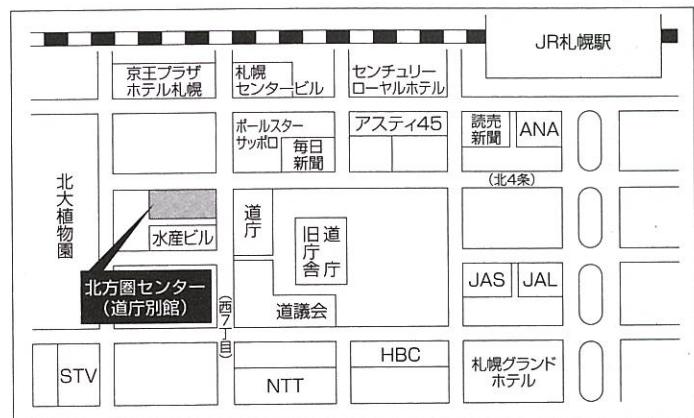 JR札幌駅
京王プラザ
ホテル札幌
札幌
センタービル
センチュリー
ローヤルホテル
ポールスター
サッポロ
毎日
新聞
アスティ45
読売
新聞
ANA
(北4条)
北大植物園
水産ビル
道庁
道庁
旧庁舎
北方圏センター
(道庁別館)
(西7丁目)
道議会
JAS
JAL
STV
NTT
HBC
札幌グランド
ホテル